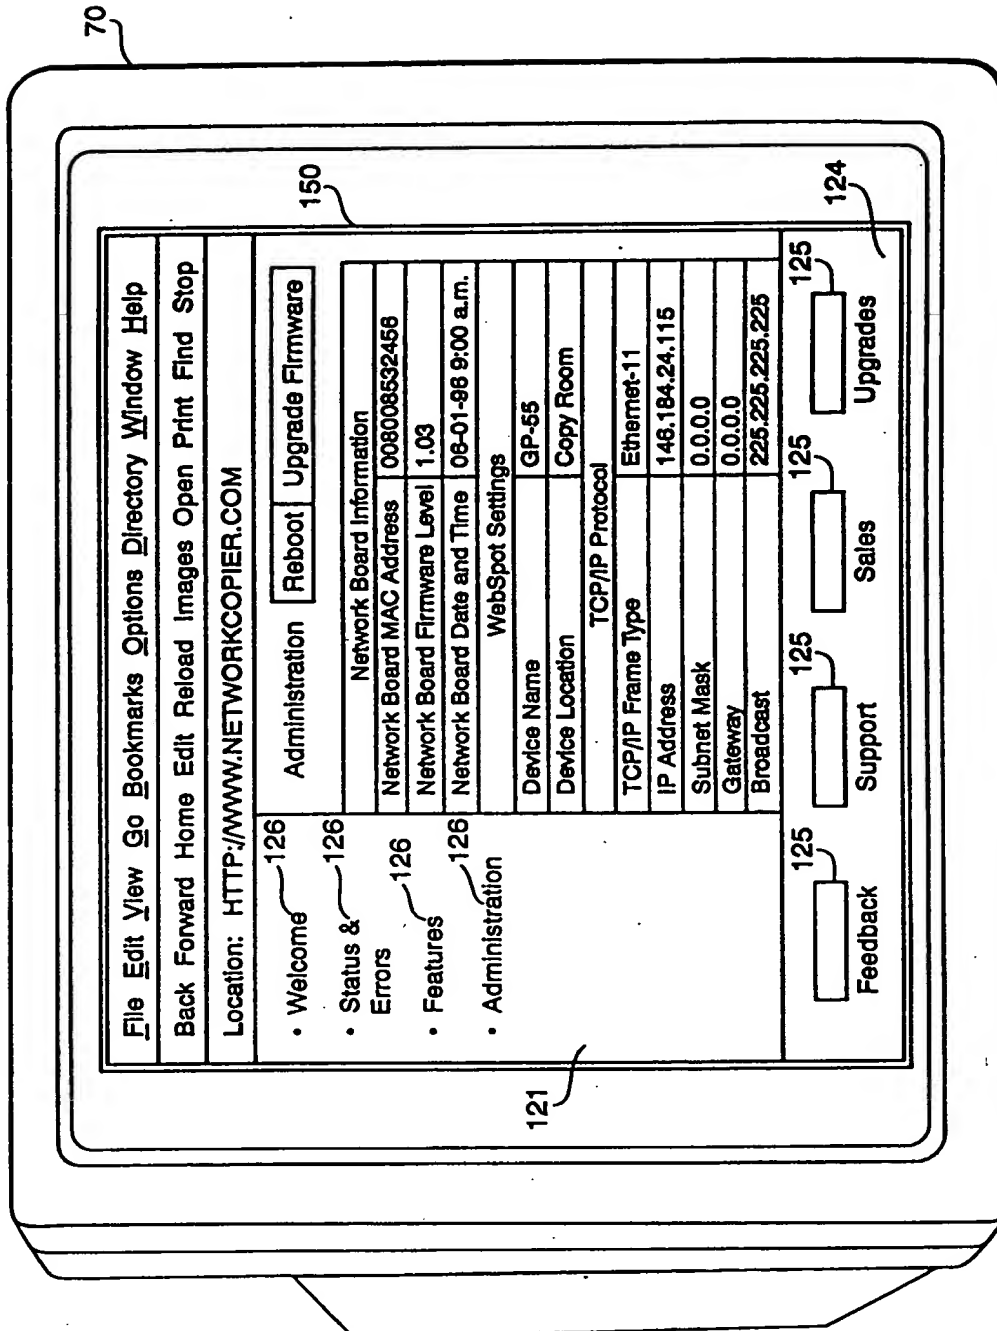 70
150
File Edit View Go Bookmarks Options Directory Window Help
Back Forward Home Edit Reload Images Open Print Find Stop
Location: HTTP://WWW.NETWORKCOPIER.COM
• Welcome 126
• Status & Errors 126
• Features 126
• Administration 126
121
Administration Reboot Upgrade Firmware
Network Board Information
Network Board MAC Address 008008532456
Network Board Firmware Level 1.03
Network Board Date and Time 08-01-98 9:00 a.m.
WebSpot Settings
Device Name GP-55
Device Location Copy Room
TCP/IP Protocol
TCP/IP Frame Type Ethernet-11
IP Address 146.184.24.115
Subnet Mask 0.0.0.0
Gateway 0.0.0.0
Broadcast 225.225.225.225
125 125 125 125
Feedback Support Sales Upgrades
124